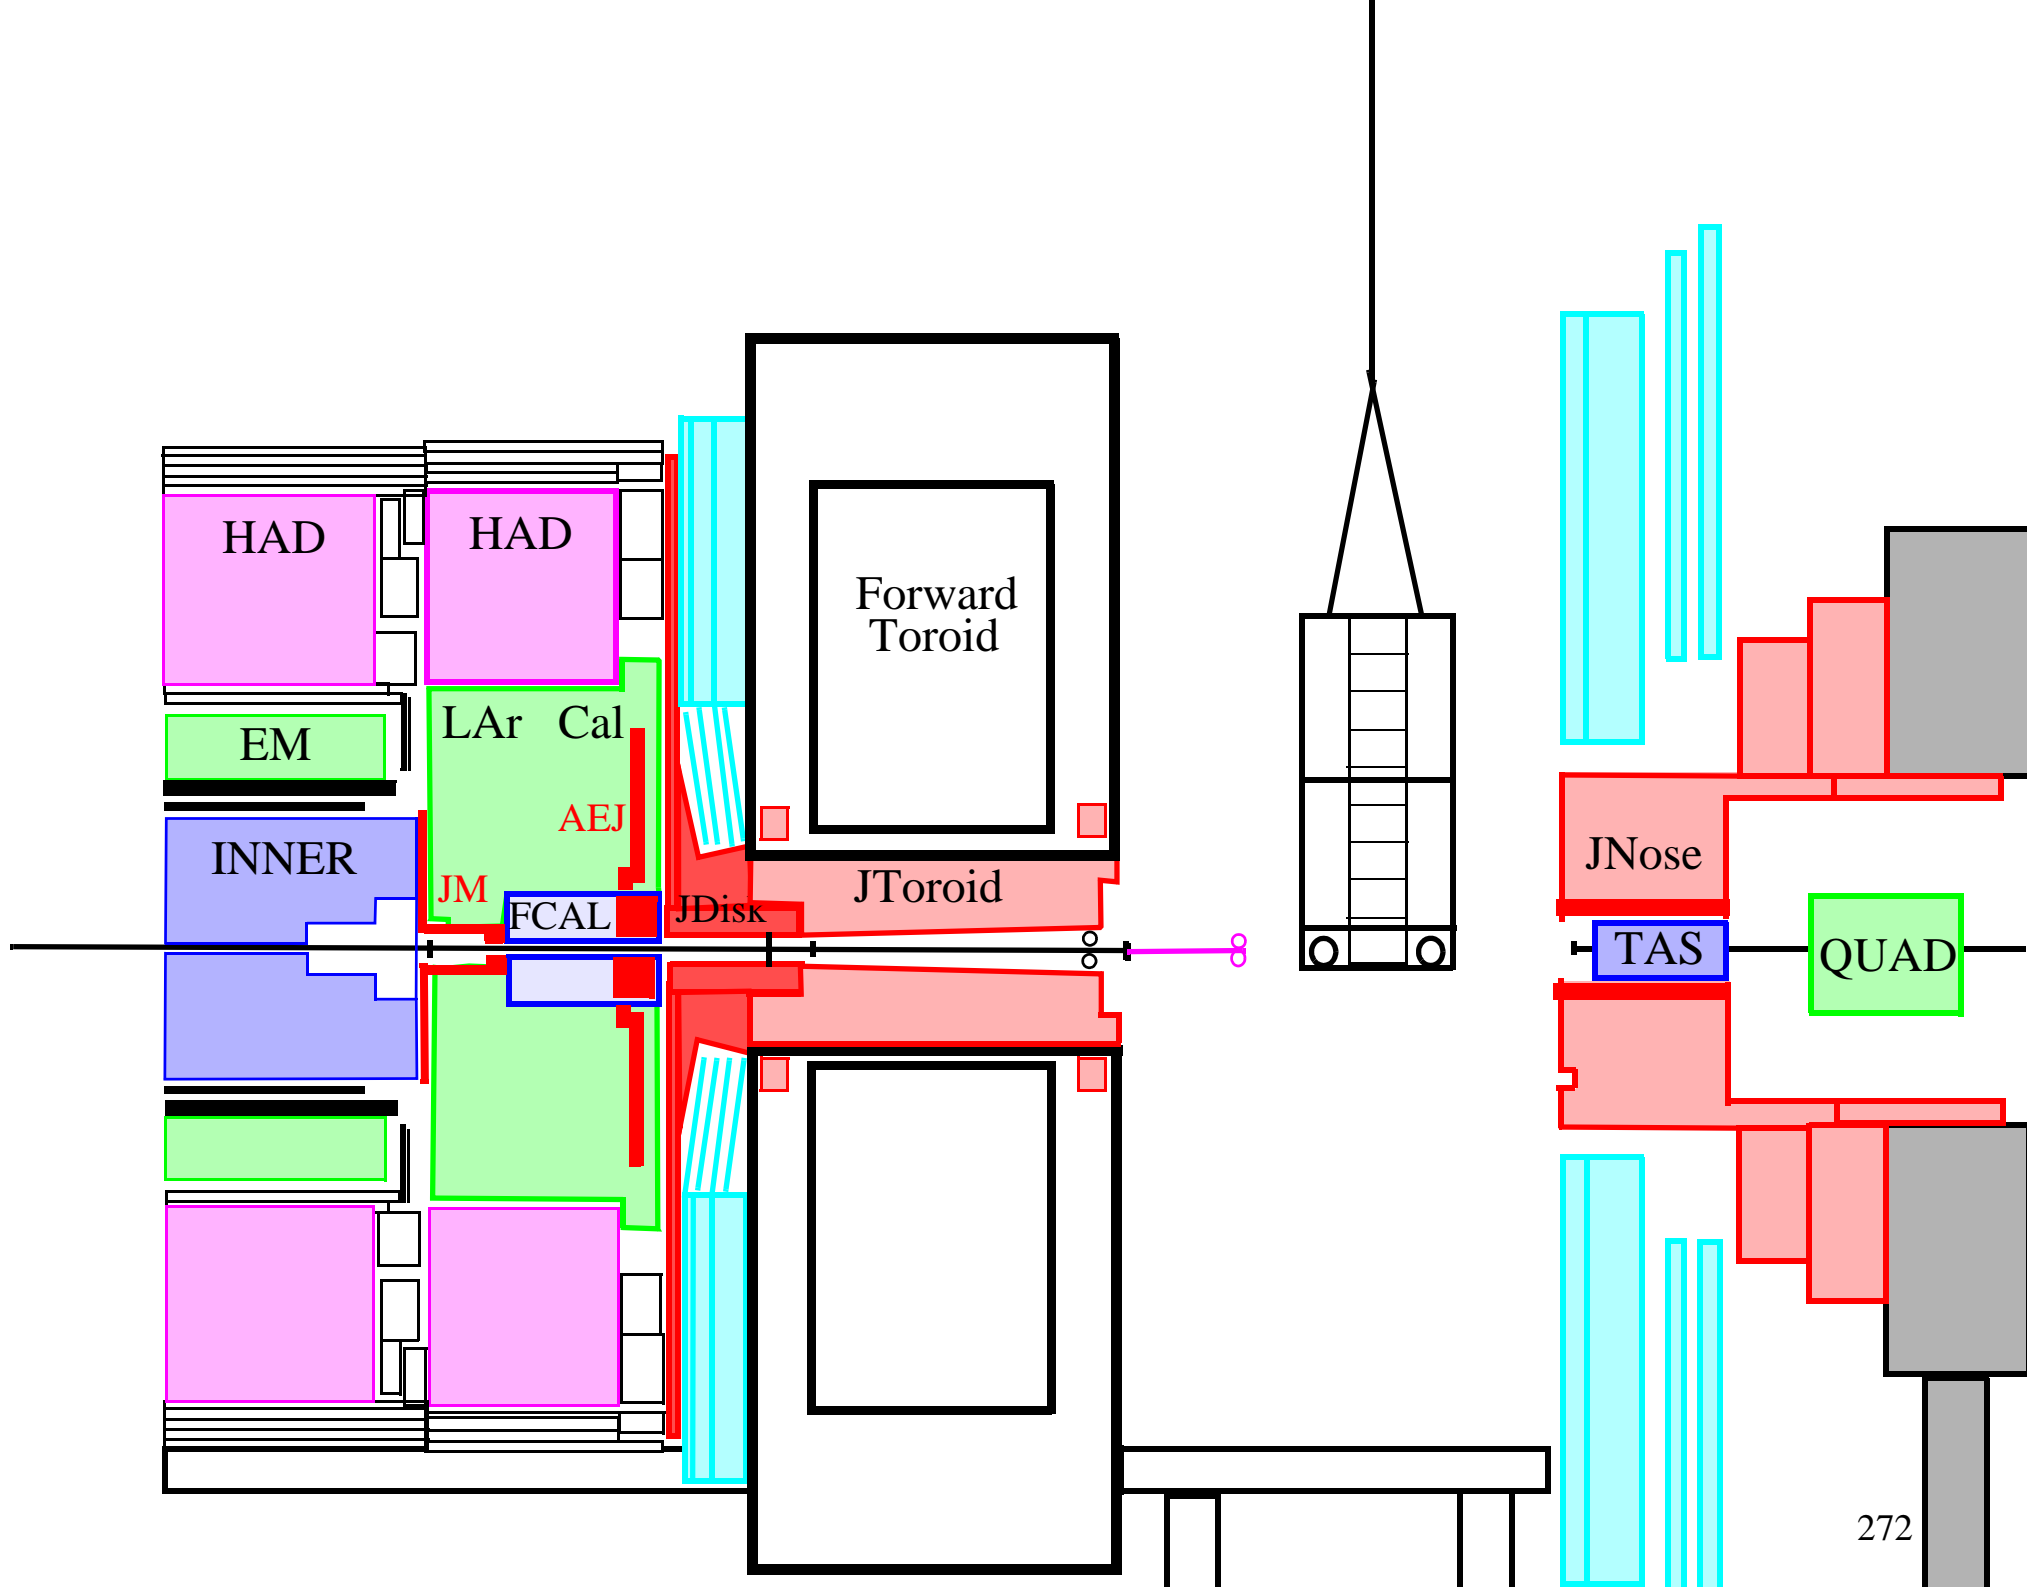 HAD
HAD
Forward
Toroid
LAr Cal
EM
AEJ
INNER
JM
FCAL
JDisk
JToroid
JNose
TAS
QUAD
272